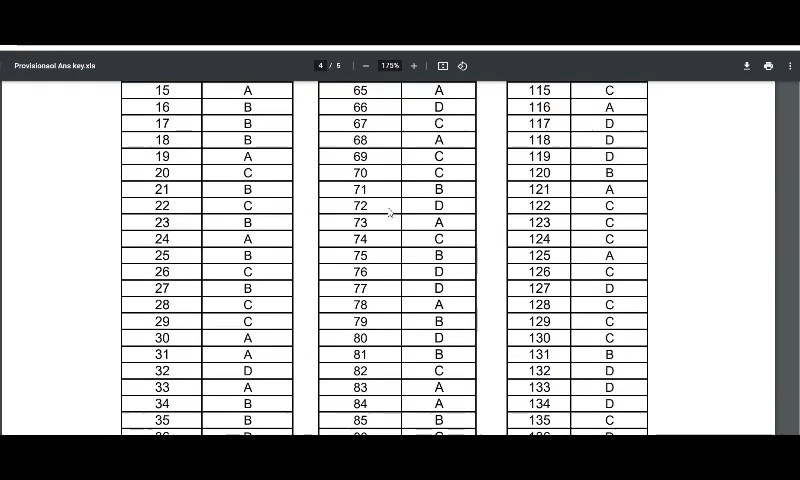 Provisionaol Ans key.xls 4 / 5 175%
15 A 65 A 115 C
16 B 66 D 116 A
17 B 67 C 117 D
18 B 68 A 118 D
19 A 69 C 119 D
20 C 70 C 120 B
21 B 71 B 121 A
22 C 72 D 122 C
23 B 73 A 123 C
24 A 74 C 124 C
25 B 75 B 125 A
26 C 76 D 126 C
27 B 77 D 127 D
28 C 78 A 128 C
29 C 79 B 129 C
30 A 80 D 130 C
31 A 81 B 131 B
32 D 82 C 132 D
33 A 83 A 133 D
34 B 84 A 134 D
35 B 85 B 135 C